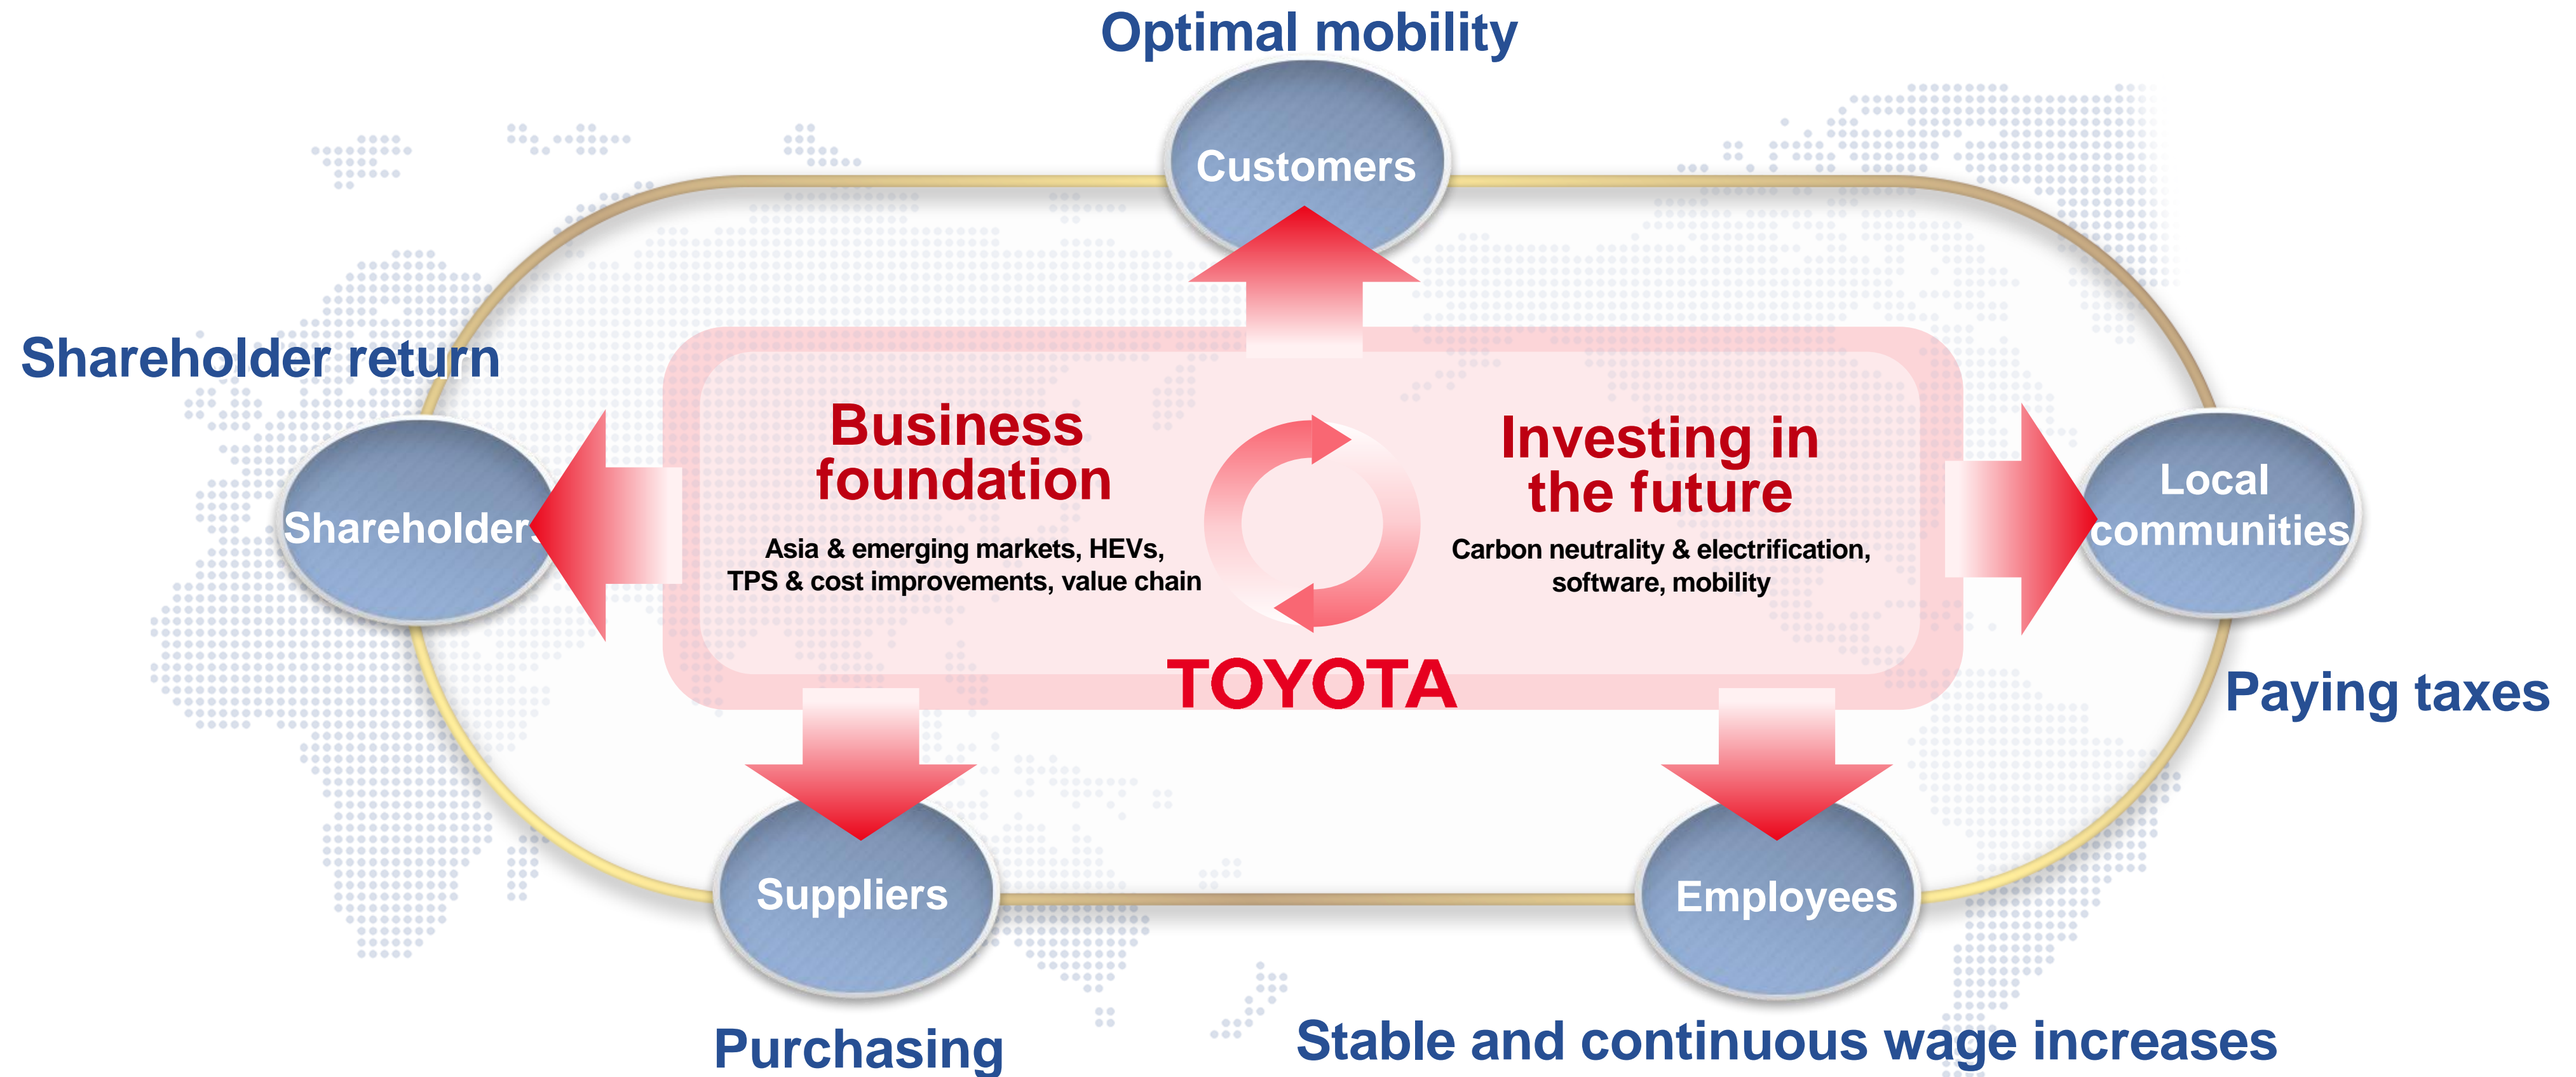 Optimal mobility
Customers
Shareholder return
Shareholders
Business
foundation
Asia & emerging markets, HEVs,
TPS & cost improvements, value chain
Investing in
the future
Carbon neutrality & electrification,
software, mobility
Local
communities
TOYOTA
Paying taxes
Suppliers
Employees
Purchasing
Stable and continuous wage increases